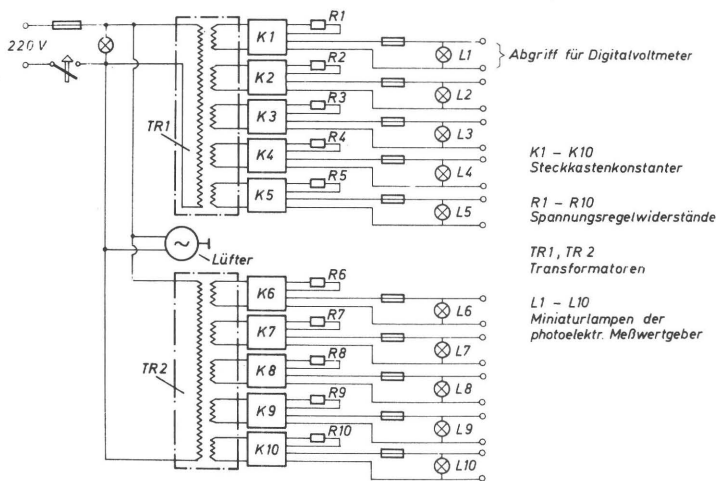 220 V
TR1
K1
K2
K3
K4
K5
R1
R2
R3
R4
R5
L1
L2
L3
L4
L5
Abgriff für Digitalvoltmeter
~
Lüfter
TR2
K6
K7
K8
K9
K10
R6
R7
R8
R9
R10
L6
L7
L8
L9
L10
K1 - K10
Steckkastenkonstanter
R1 - R10
Spannungsregelwiderstände
TR1, TR 2
Transformatoren
L1 - L10
Miniaturlampen der
photoelektr. Meßwertgeber